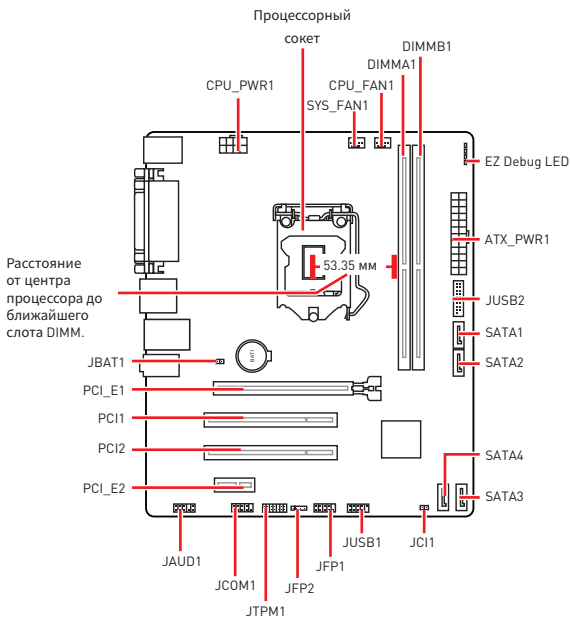 Процессорный
сокет
DIMMB1
DIMMA1
CPU_PWR1
CPU_FAN1
SYS_FAN1
EZ Debug LED
ATX_PWR1
Расстояние
от центра
процессора до
ближайшего
слота DIMM.
53.35 мм
JUSB2
SATA1
SATA2
JBAT1
BAT1
PCI_E1
PCI1
PCI2
SATA4
PCI_E2
SATA3
JAUD1
JCOM1
JTPM1
JFP2
JFP1
JUSB1
JCI1